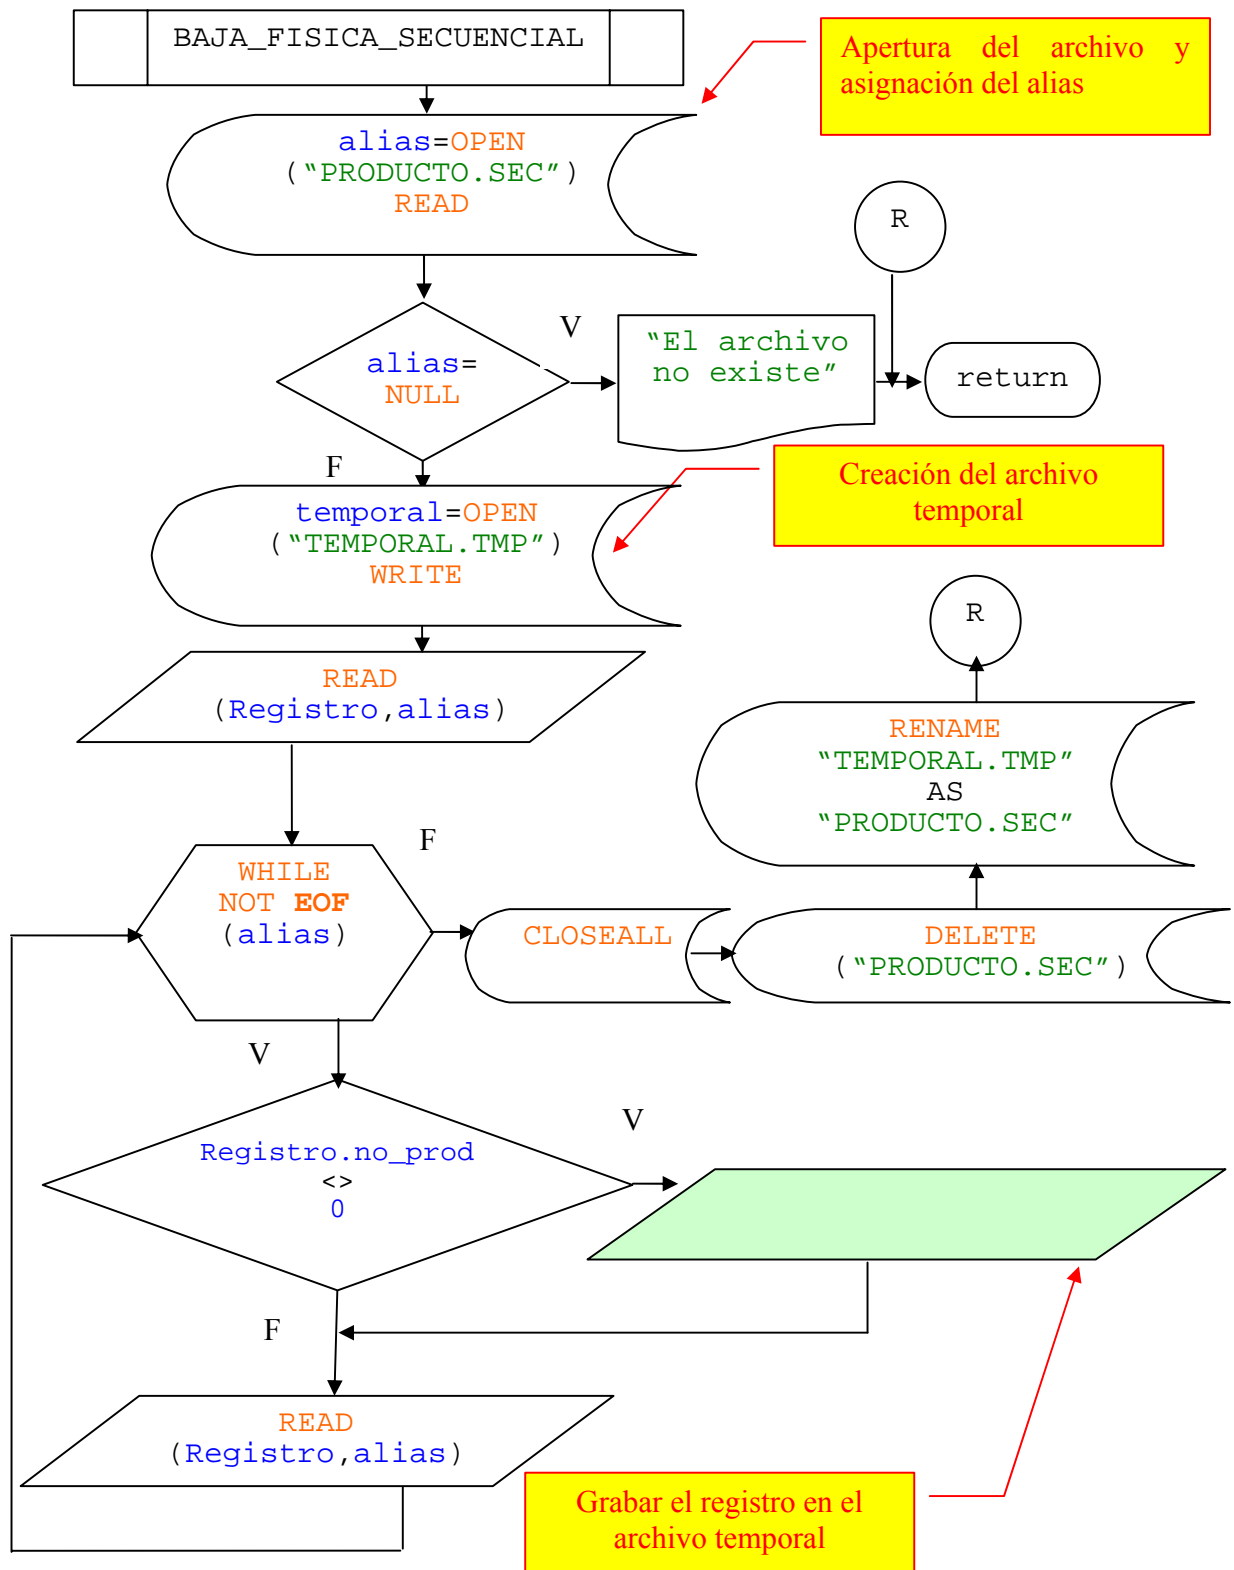 BAJA_FISICA_SECUENCIAL
Apertura del archivo y
asignación del alias
alias=OPEN
(“PRODUCTO.SEC”)
READ
R
alias=
NULL
V
“El archivo
no existe”
return
F
temporal=OPEN
(“TEMPORAL.TMP”)
WRITE
Creación del archivo
temporal
READ
(Registro,alias)
R
RENAME
“TEMPORAL.TMP”
AS
“PRODUCTO.SEC”
WHILE
NOT EOF
(alias)
F
CLOSEALL
DELETE
(“PRODUCTO.SEC”)
V
Registro.no_prod
<>
0
V
F
READ
(Registro,alias)
Grabar el registro en el
archivo temporal